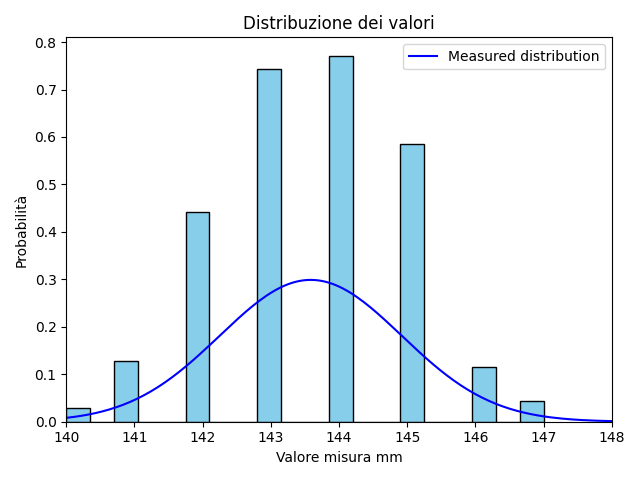 Distribuzione dei valori
Measured distribution
Probabilità
0.8
0.7
0.6
0.5
0.4
0.3
0.2
0.1
0.0
140 141 142 143 144 145 146 147 148
Valore misura mm